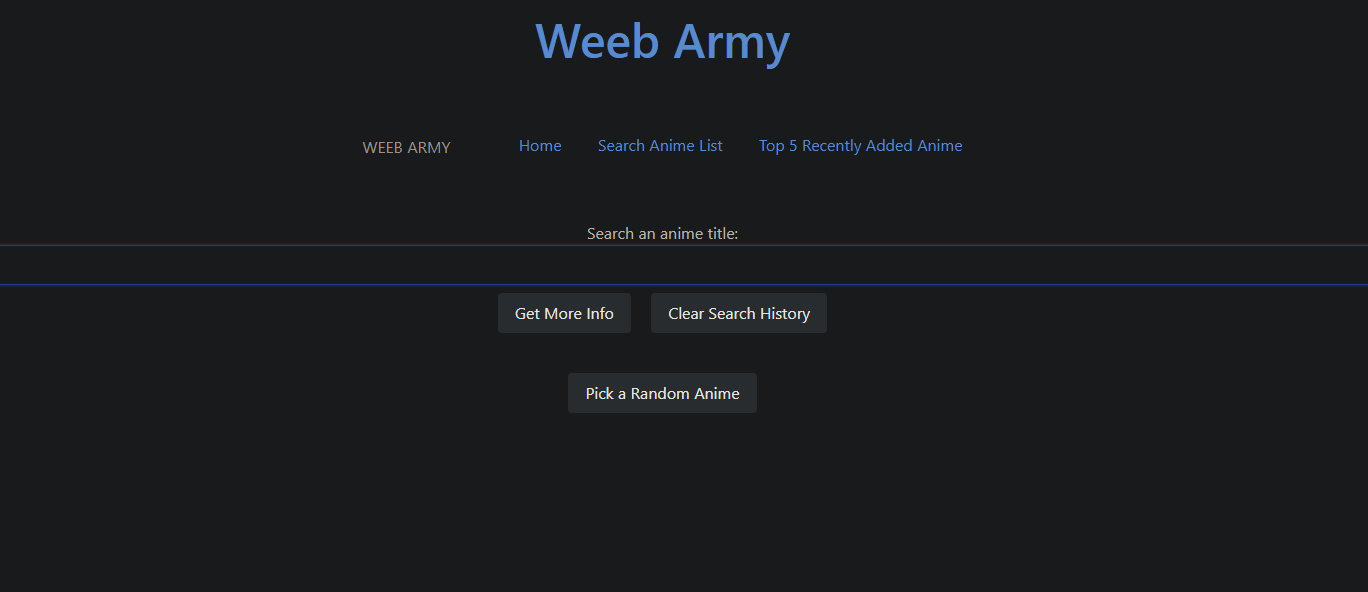 Weeb Army
WEEB ARMY Home Search Anime List Top 5 Recently Added Anime
Search an anime title:
Get More Info Clear Search History
Pick a Random Anime